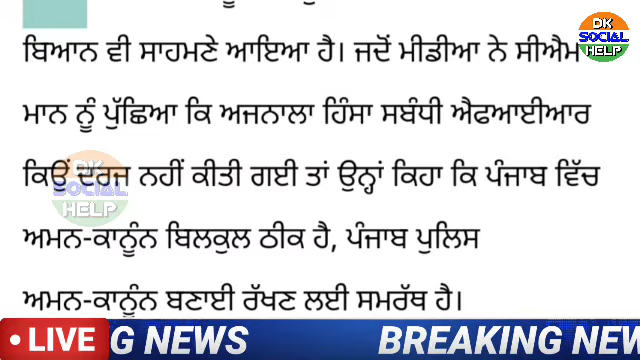 DK
SOCIAL
HELP
ਬਿਆਨ ਵੀ ਸਾਹਮਣੇ ਆਇਆ ਹੈ। ਜਦੋਂ ਮੀਡੀਆ ਨੇ ਸੀਐਮ
ਮਾਨ ਨੂੰ ਪੁੱਛਿਆ ਕਿ ਅਜਨਾਲਾ ਹਿੰਸਾ ਸਬੰਧੀ ਐਫਆਈਆਰ
ਕਿਉਂ ਦਰਜ ਨਹੀਂ ਕੀਤੀ ਗਈ ਤਾਂ ਉਨ੍ਹਾਂ ਕਿਹਾ ਕਿ ਪੰਜਾਬ ਵਿੱਚ
DK
SOCIAL
HELP
ਅਮਨ-ਕਾਨੂੰਨ ਬਿਲਕੁਲ ਠੀਕ ਹੈ, ਪੰਜਾਬ ਪੁਲਿਸ
ਅਮਨ-ਕਾਨੂੰਨ ਬਣਾਈ ਰੱਖਣ ਲਈ ਸਮਰੱਥ ਹੈ।
LIVE G NEWS BREAKING NEW